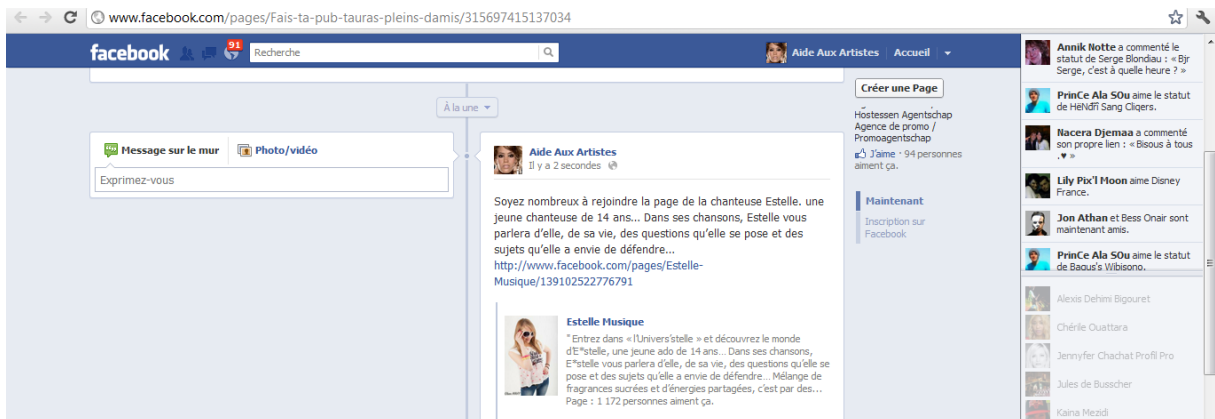 www.facebook.com/pages/Fais-ta-pub-tauras-pleins-damis/315697415137034
facebook 91 Recherche Aide Aux Artistes Accueil
À la une
Message sur le mur Photo/vidéo
Exprimez-vous
Aide Aux Artistes
Il y a 2 secondes
Soyez nombreux à rejoindre la page de la chanteuse Estelle. une
jeune chanteuse de 14 ans... Dans ses chansons, Estelle vous
parlera d'elle, de sa vie, des questions qu'elle se pose et des
sujets qu'elle a envie de défendre...
http://www.facebook.com/pages/Estelle-
Musique/139102522776791
Estelle Musique
"Entrez dans «l'Univers'stelle » et découvrez le monde
d'E*stelle, une jeune ado de 14 ans... Dans ses chansons,
E*stelle vous parlera d'elle, de sa vie, des questions qu'elle se
pose et des sujets qu'elle a envie de défendre... Mélange de
fragrances sucrées et d'énergies partagées, c'est par des...
Page : 1 172 personnes aiment ça.
Créer une Page
Hostessen Agentschap
Agence de promo /
Promoagentschap
J'aime · 94 personnes
aiment ça.
Maintenant
Inscription sur
Facebook
Annik Notte a commenté le
statut de Serge Blondiau : « Bjr
Serge, c'est à quelle heure ? »
PrinCe Ala SOu aime le statut
de HëNdřï Sang Cliqers.
Nacera Djemaa a commenté
son propre lien : « Bisous à tous
.♥ »
Lily Pix'l Moon aime Disney
France.
Jon Athan et Bess Onair sont
maintenant amis.
PrinCe Ala SOu aime le statut
de Bagus's Wibisono.
Alexis Dehimi Bigouret
Chérile Ouattara
Jennyfer Chachat Profil Pro
Jules de Busscher
Kaina Mezidi